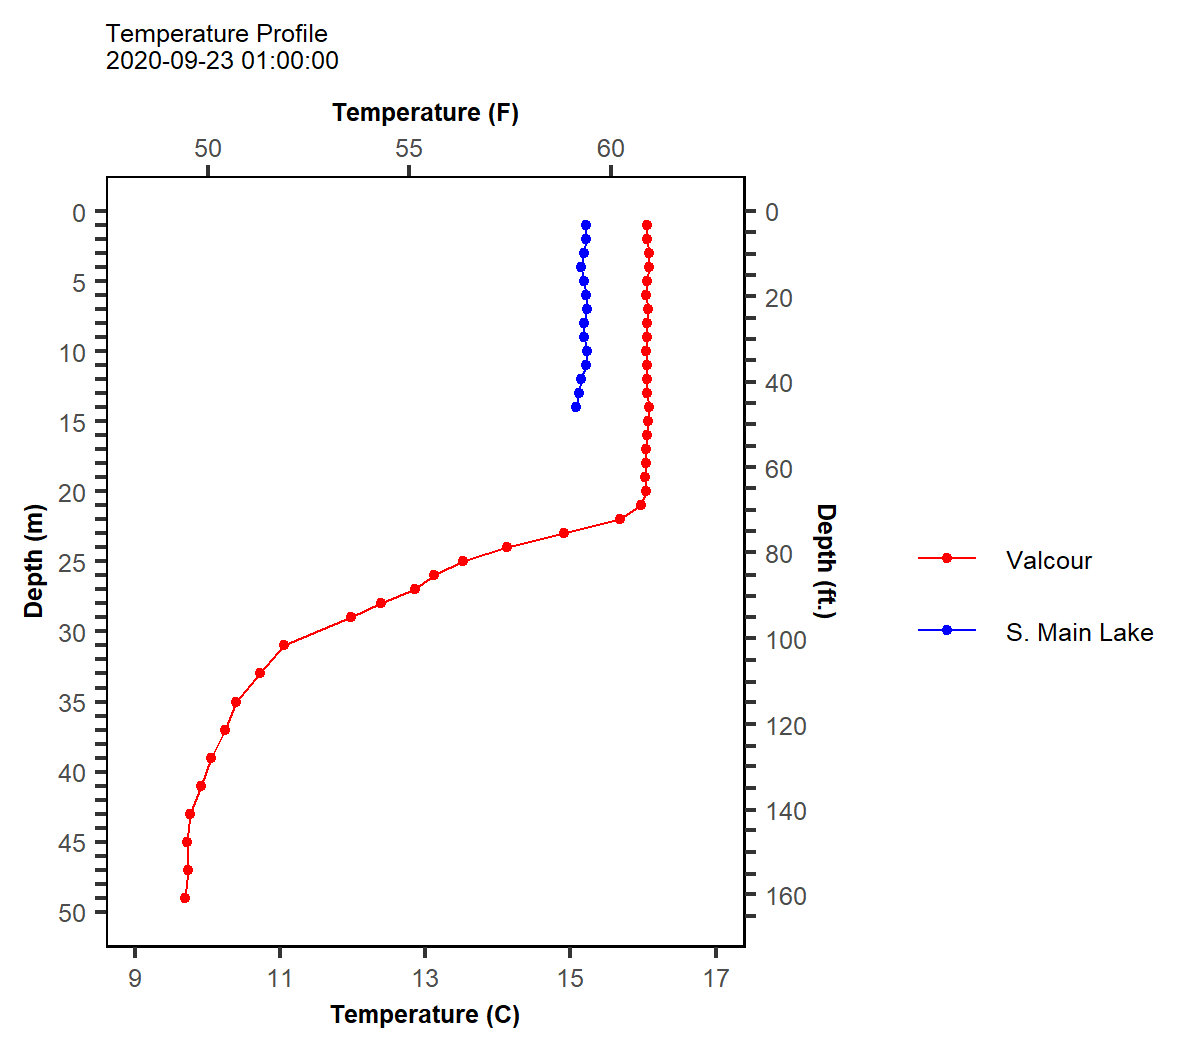 Temperature Profile
2020-09-23 01:00:00
Temperature (F)
50 55 60
0
5
10
15
20
25
30
35
40
45
50
Depth (m)
0
20
40
60
80
100
120
140
160
Depth (ft.)
Valcour
S. Main Lake
9 11 13 15 17
Temperature (C)